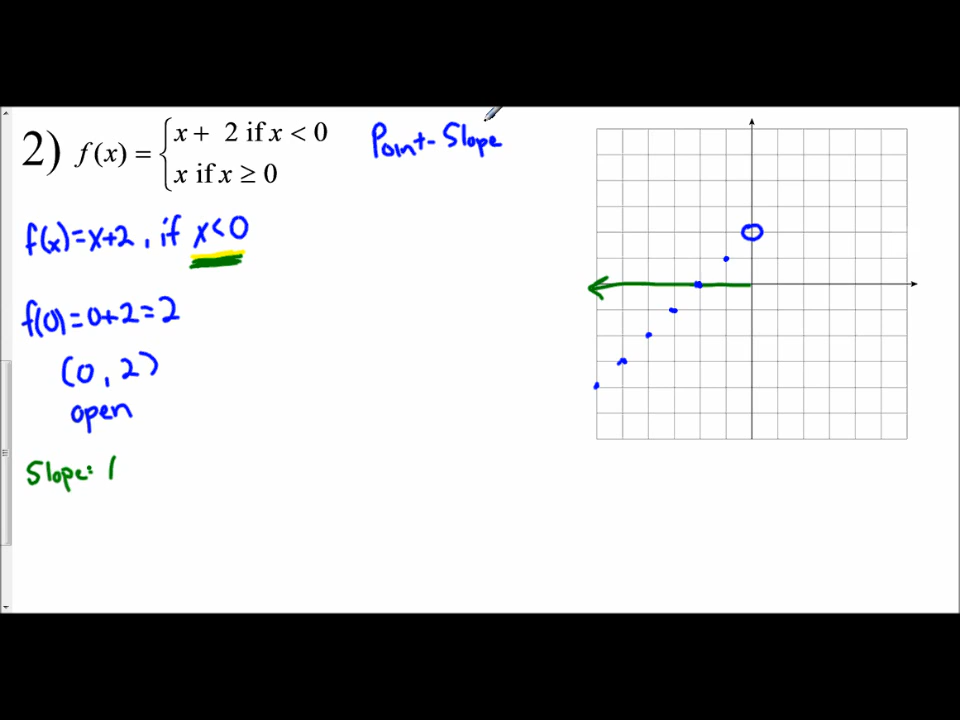 2) f(x) = { x + 2 if x < 0
x if x ≥ 0
Point-Slope
f(x)=x+2, if x<0
f(0)=0+2=2
(0, 2)
open
Slope: 1